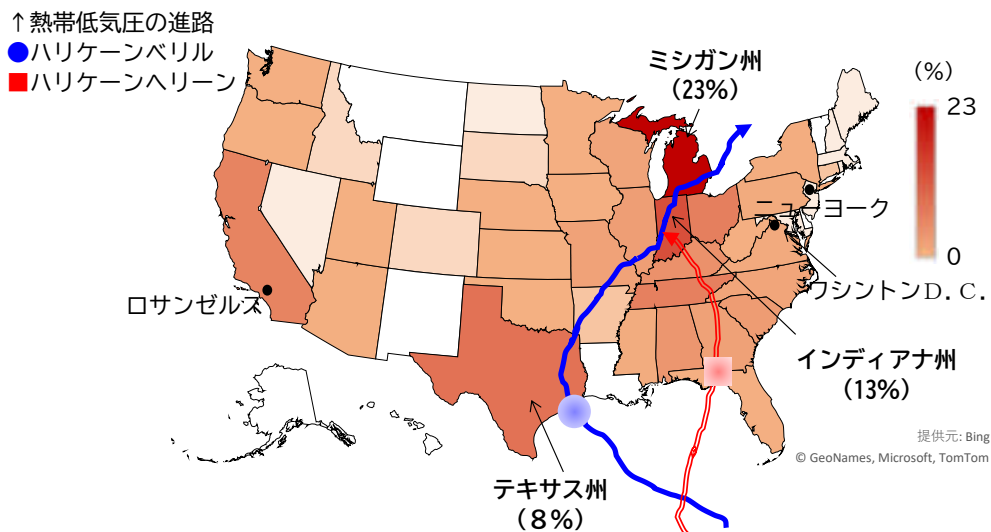 ↑熱帯低気圧の進路
●ハリケーンベリル
■ハリケーンヘリーン
ミシガン州
(23%)
(%)
23
0
ニューヨーク
ワシントンD.C.
ロサンゼルス
インディアナ州
(13%)
テキサス州
(8%)
提供元: Bing
© GeoNames, Microsoft, TomTom